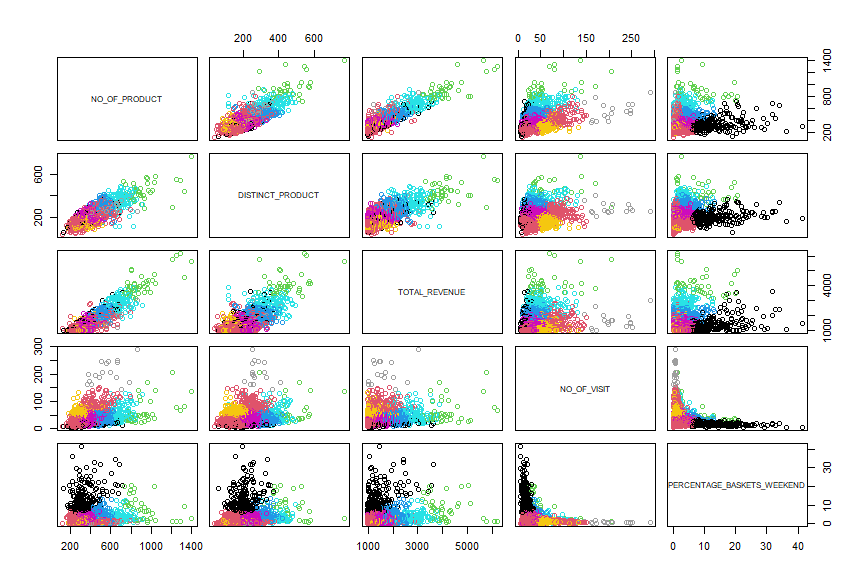 200 400 600
0 50 150 250
NO_OF_PRODUCT
200 800 1400
200 600
DISTINCT_PRODUCT
TOTAL_REVENUE
1000 4000
0 100 200 300
NO_OF_VISIT
PERCENTAGE_BASKETS_WEEKEND
0 10 30
200 600 1000 1400
1000 3000 5000
0 10 20 30 40